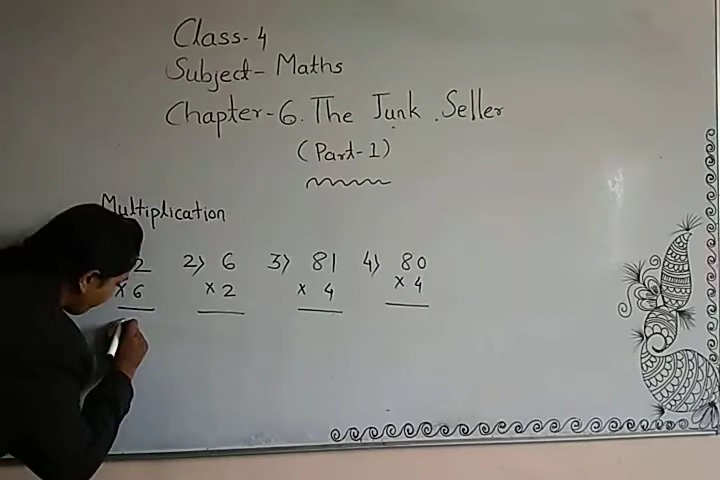 Class-4
Subject- Maths
Chapter-6. The Junk Seller
(Part-1)
Multiplication
2 2) 6 3) 81 4) 80
x 6 x 2 x 4 x 4